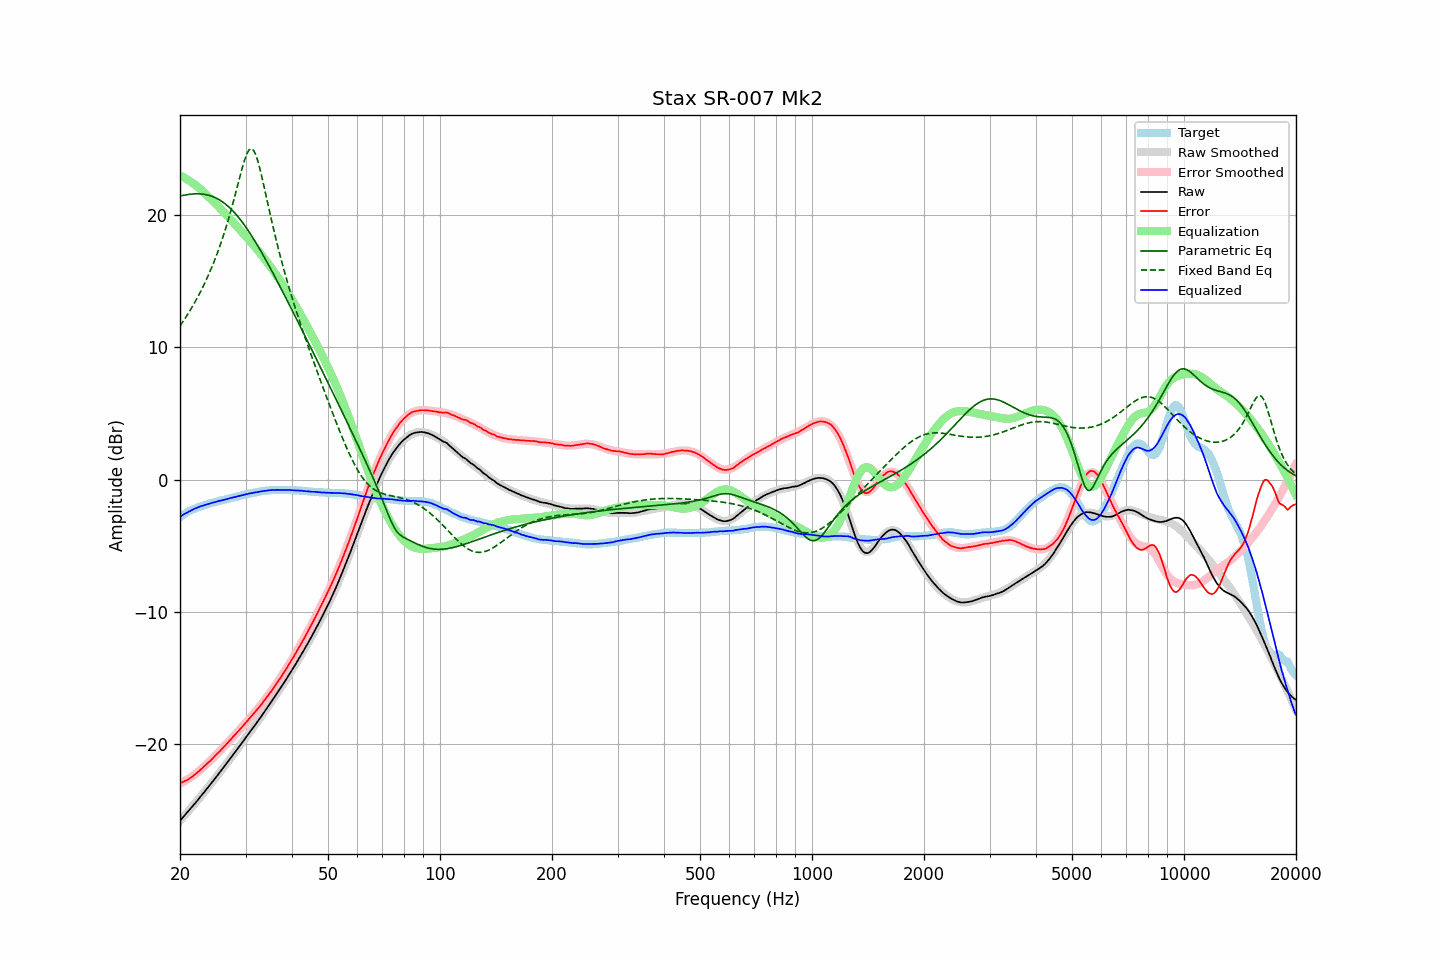 Stax SR-007 Mk2
Target
Raw Smoothed
Error Smoothed
Raw
Error
Equalization
Parametric Eq
Fixed Band Eq
Equalized
Amplitude (dBr)
20
10
0
−10
−20
20 50 100 200 500 1000 2000 5000 10000 20000
Frequency (Hz)